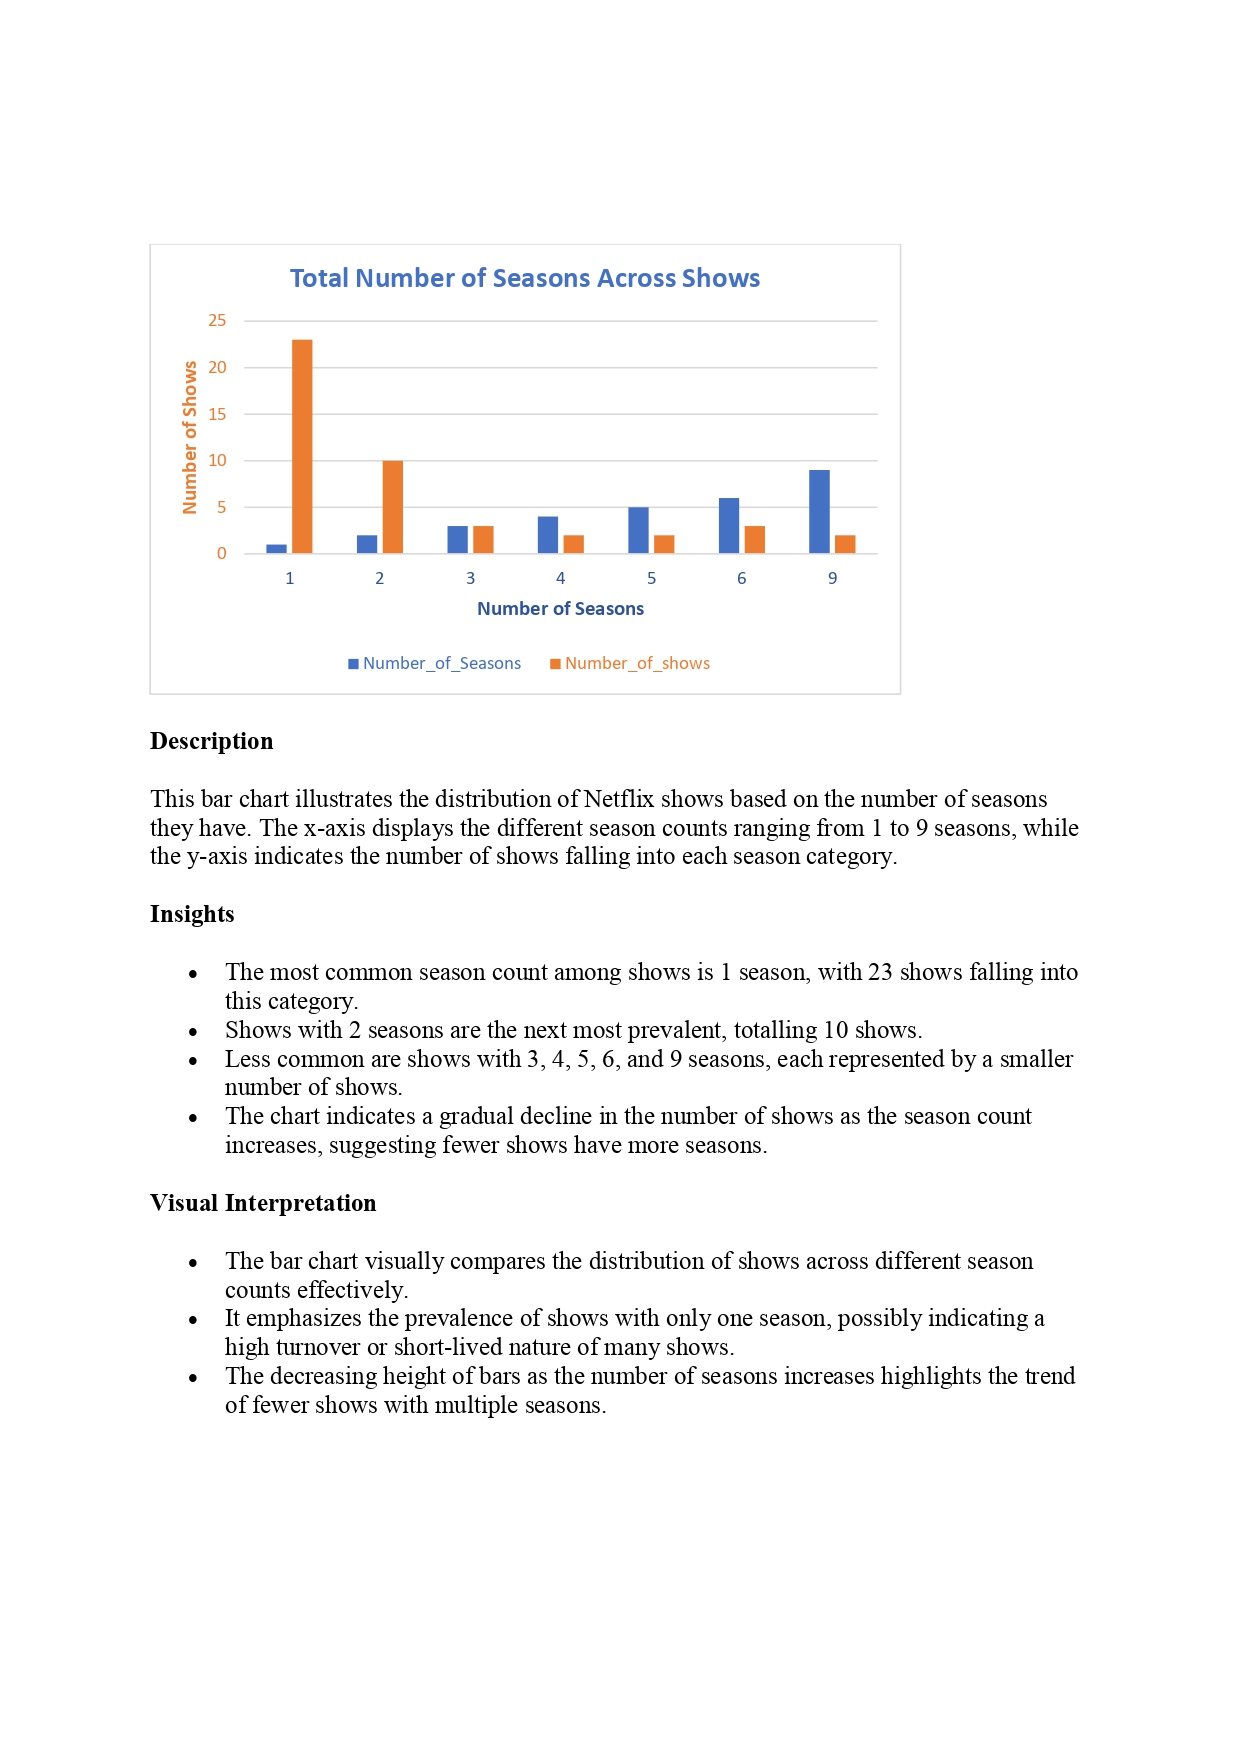 Total Number of Seasons Across Shows
25
20
15
10
5
0
Number of Shows
1 2 3 4 5 6 9
Number of Seasons
Number_of_Seasons Number_of_shows
Description
This bar chart illustrates the distribution of Netflix shows based on the number of seasons
they have. The x-axis displays the different season counts ranging from 1 to 9 seasons, while
the y-axis indicates the number of shows falling into each season category.
Insights
• The most common season count among shows is 1 season, with 23 shows falling into
this category.
• Shows with 2 seasons are the next most prevalent, totalling 10 shows.
• Less common are shows with 3, 4, 5, 6, and 9 seasons, each represented by a smaller
number of shows.
• The chart indicates a gradual decline in the number of shows as the season count
increases, suggesting fewer shows have more seasons.
Visual Interpretation
• The bar chart visually compares the distribution of shows across different season
counts effectively.
• It emphasizes the prevalence of shows with only one season, possibly indicating a
high turnover or short-lived nature of many shows.
• The decreasing height of bars as the number of seasons increases highlights the trend
of fewer shows with multiple seasons.